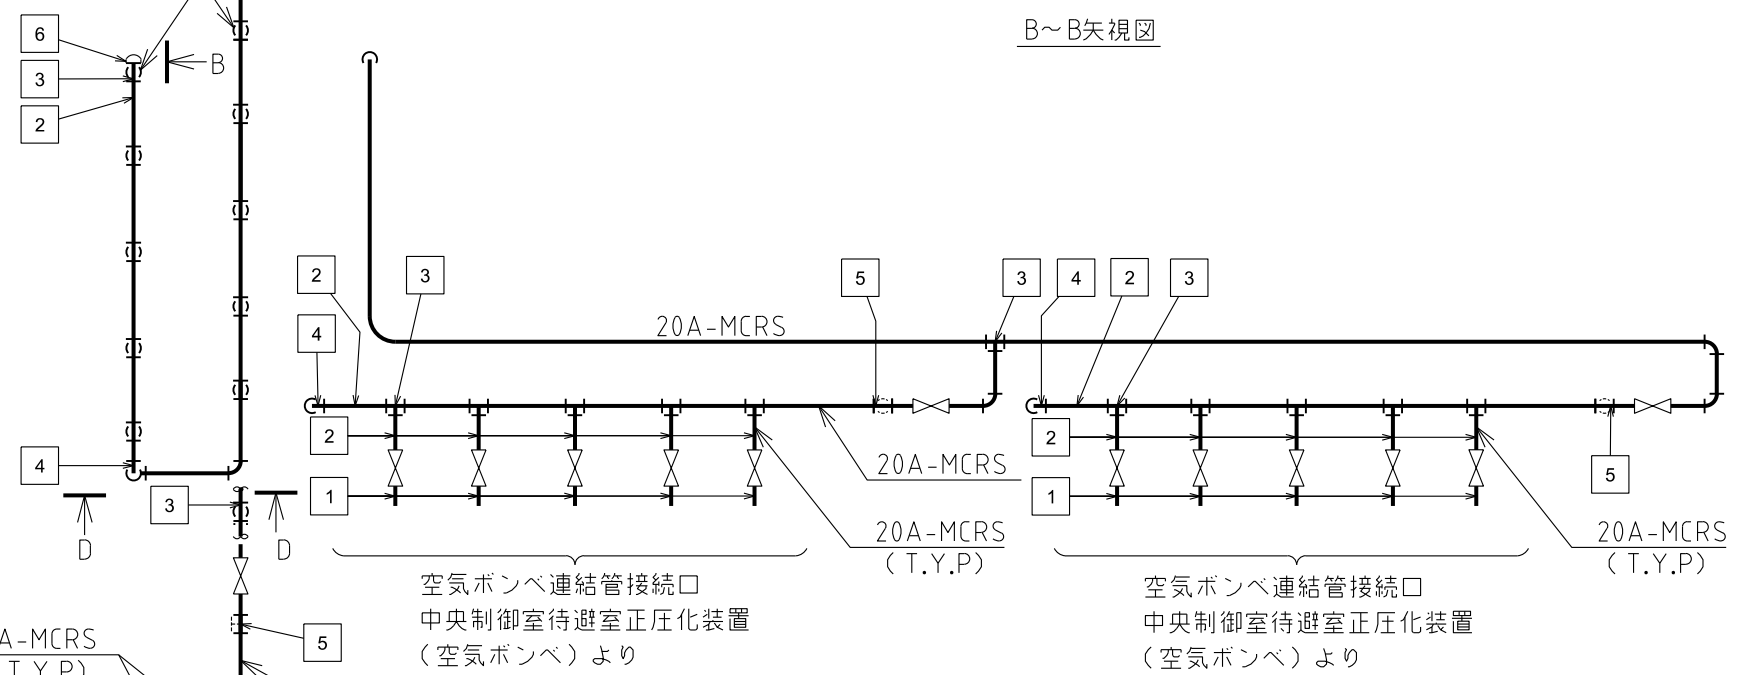 B～B矢視図
6
B
3
2
2
3
5
3
4
2
3
20A-MCRS
4
2
2
4
20A-MCRS
5
3
1
1
D
D
20A-MCRS
(T.Y.P)
20A-MCRS
(T.Y.P)
空気ボンベ連結管接続口
中央制御室待避室正圧化装置
(空気ボンベ)より
空気ボンベ連結管接続口
中央制御室待避室正圧化装置
(空気ボンベ)より
5
A-MCRS
T.Y.P)